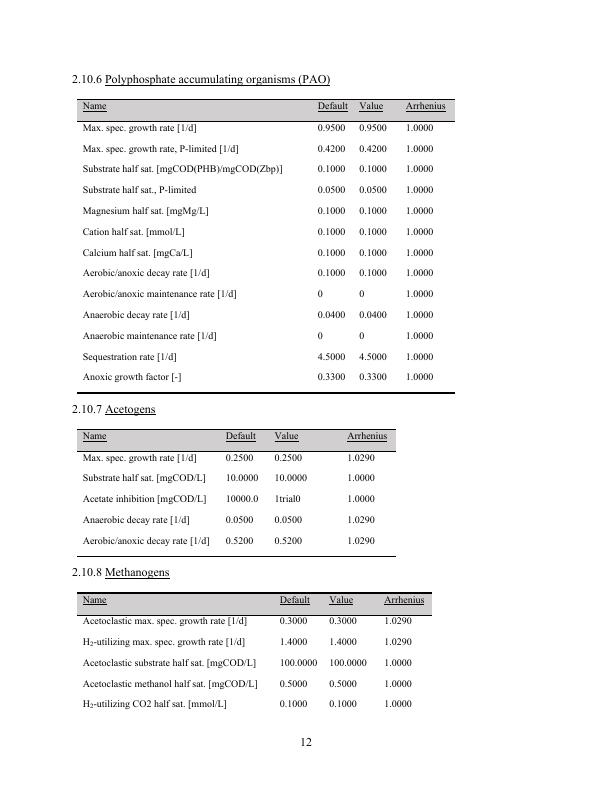 2.10.6 Polyphosphate accumulating organisms (PAO)
Name Default Value Arrhenius
Max. spec. growth rate [1/d] 0.9500 0.9500 1.0000
Max. spec. growth rate, P-limited [1/d] 0.4200 0.4200 1.0000
Substrate half sat. [mgCOD(PHB)/mgCOD(Zbp)] 0.1000 0.1000 1.0000
Substrate half sat., P-limited 0.0500 0.0500 1.0000
Magnesium half sat. [mgMg/L] 0.1000 0.1000 1.0000
Cation half sat. [mmol/L] 0.1000 0.1000 1.0000
Calcium half sat. [mgCa/L] 0.1000 0.1000 1.0000
Aerobic/anoxic decay rate [1/d] 0.1000 0.1000 1.0000
Aerobic/anoxic maintenance rate [1/d] 0 0 1.0000
Anaerobic decay rate [1/d] 0.0400 0.0400 1.0000
Anaerobic maintenance rate [1/d] 0 0 1.0000
Sequestration rate [1/d] 4.5000 4.5000 1.0000
Anoxic growth factor [-] 0.3300 0.3300 1.0000
2.10.7 Acetogens
Name Default Value Arrhenius
Max. spec. growth rate [1/d] 0.2500 0.2500 1.0290
Substrate half sat. [mgCOD/L] 10.0000 10.0000 1.0000
Acetate inhibition [mgCOD/L] 10000.0 1trial0 1.0000
Anaerobic decay rate [1/d] 0.0500 0.0500 1.0290
Aerobic/anoxic decay rate [1/d] 0.5200 0.5200 1.0290
2.10.8 Methanogens
Name Default Value Arrhenius
Acetoclastic max. spec. growth rate [1/d] 0.3000 0.3000 1.0290
H2-utilizing max. spec. growth rate [1/d] 1.4000 1.4000 1.0290
Acetoclastic substrate half sat. [mgCOD/L] 100.0000 100.0000 1.0000
Acetoclastic methanol half sat. [mgCOD/L] 0.5000 0.5000 1.0000
H2-utilizing CO2 half sat. [mmol/L] 0.1000 0.1000 1.0000
12